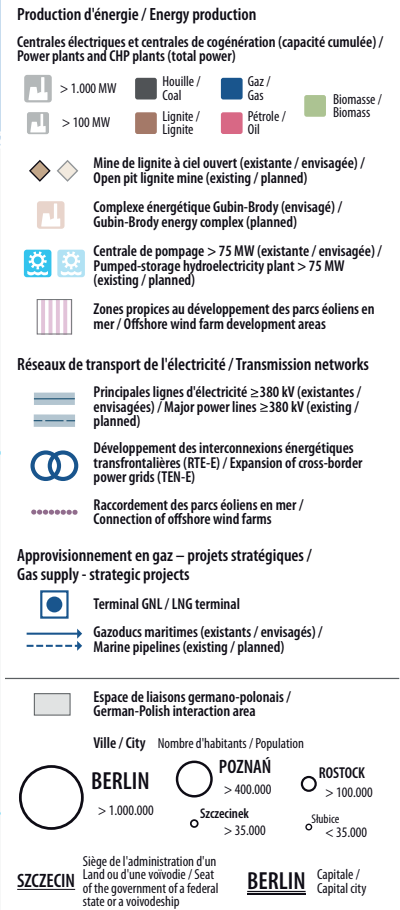 Production d'énergie / Energy production
Centrales électriques et centrales de cogénération (capacité cumulée) /
Power plants and CHP plants (total power)
> 1.000 MW
Houille /
Coal
Gaz /
Gas
> 100 MW
Lignite /
Lignite
Pétrole /
Oil
Biomasse /
Biomass
Mine de lignite à ciel ouvert (existante / envisagée) /
Open pit lignite mine (existing / planned)
Complexe énergétique Gubin-Brody (envisagé) /
Gubin-Brody energy complex (planned)
Centrale de pompage > 75 MW (existante / envisagée) /
Pumped-storage hydroelectricity plant > 75 MW
(existing / planned)
Zones propices au développement des parcs éoliens en
mer / Offshore wind farm development areas
Réseaux de transport de l'électricité / Transmission networks
Principales lignes d'électricité ≥380 kV (existantes /
envisagées) / Major power lines ≥380 kV (existing /
planned)
Développement des interconnexions énergétiques
transfrontalières (RTE-E) / Expansion of cross-border
power grids (TEN-E)
Raccordement des parcs éoliens en mer /
Connection of offshore wind farms
Approvisionnement en gaz – projets stratégiques /
Gas supply - strategic projects
Terminal GNL / LNG terminal
Gazoducs maritimes (existants / envisagés) /
Marine pipelines (existing / planned)
Espace de liaisons germano-polonais /
German-Polish interaction area
Ville / City Nombre d'habitants / Population
BERLIN
> 1.000.000
POZNAŃ
> 400.000
ROSTOCK
> 100.000
Szczecinek
> 35.000
Słubice
< 35.000
SZCZECIN
Siège de l'administration d'un
Land ou d'une voïvodie / Seat
of the government of a federal
state or a voivodeship
BERLIN
Capitale /
Capital city